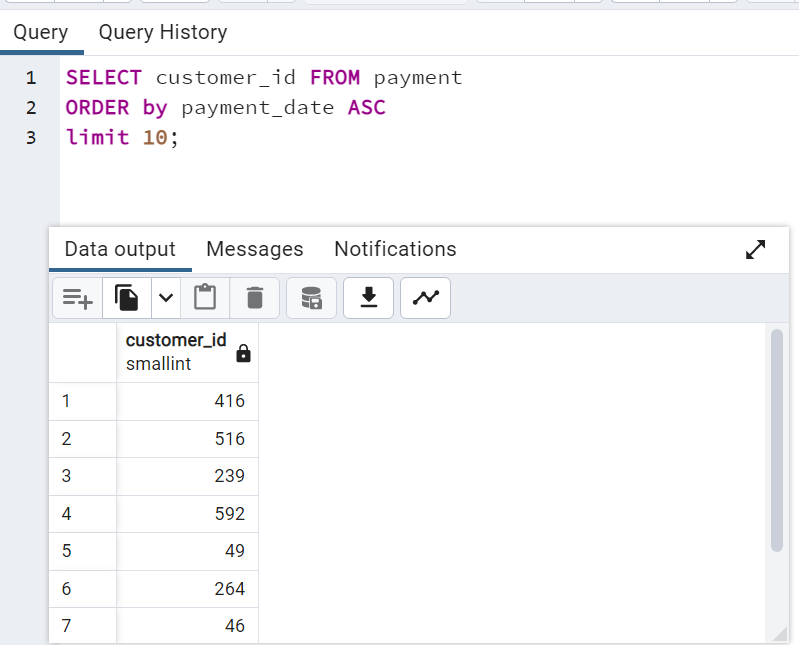 Query Query History
1 SELECT customer_id FROM payment
2 ORDER by payment_date ASC
3 limit 10;
Data output Messages Notifications
customer_id
smallint
1 416
2 516
3 239
4 592
5 49
6 264
7 46